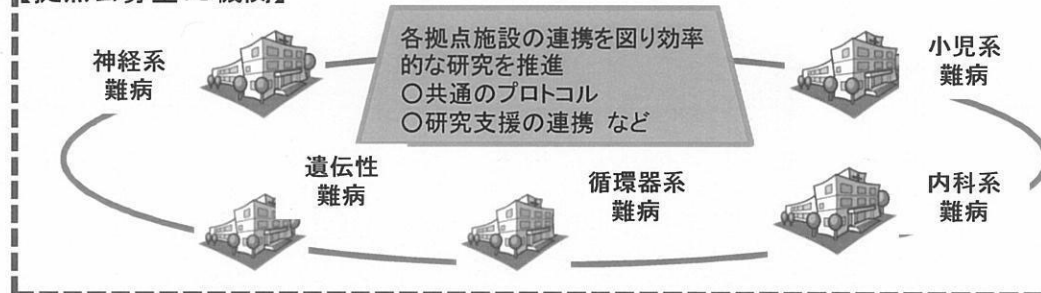 各拠点施設の連携を図り効率
的な研究を推進
○共通のプロトコル
○研究支援の連携 など
神経系
難病
小児系
難病
遺伝性
難病
循環器系
難病
内科系
難病